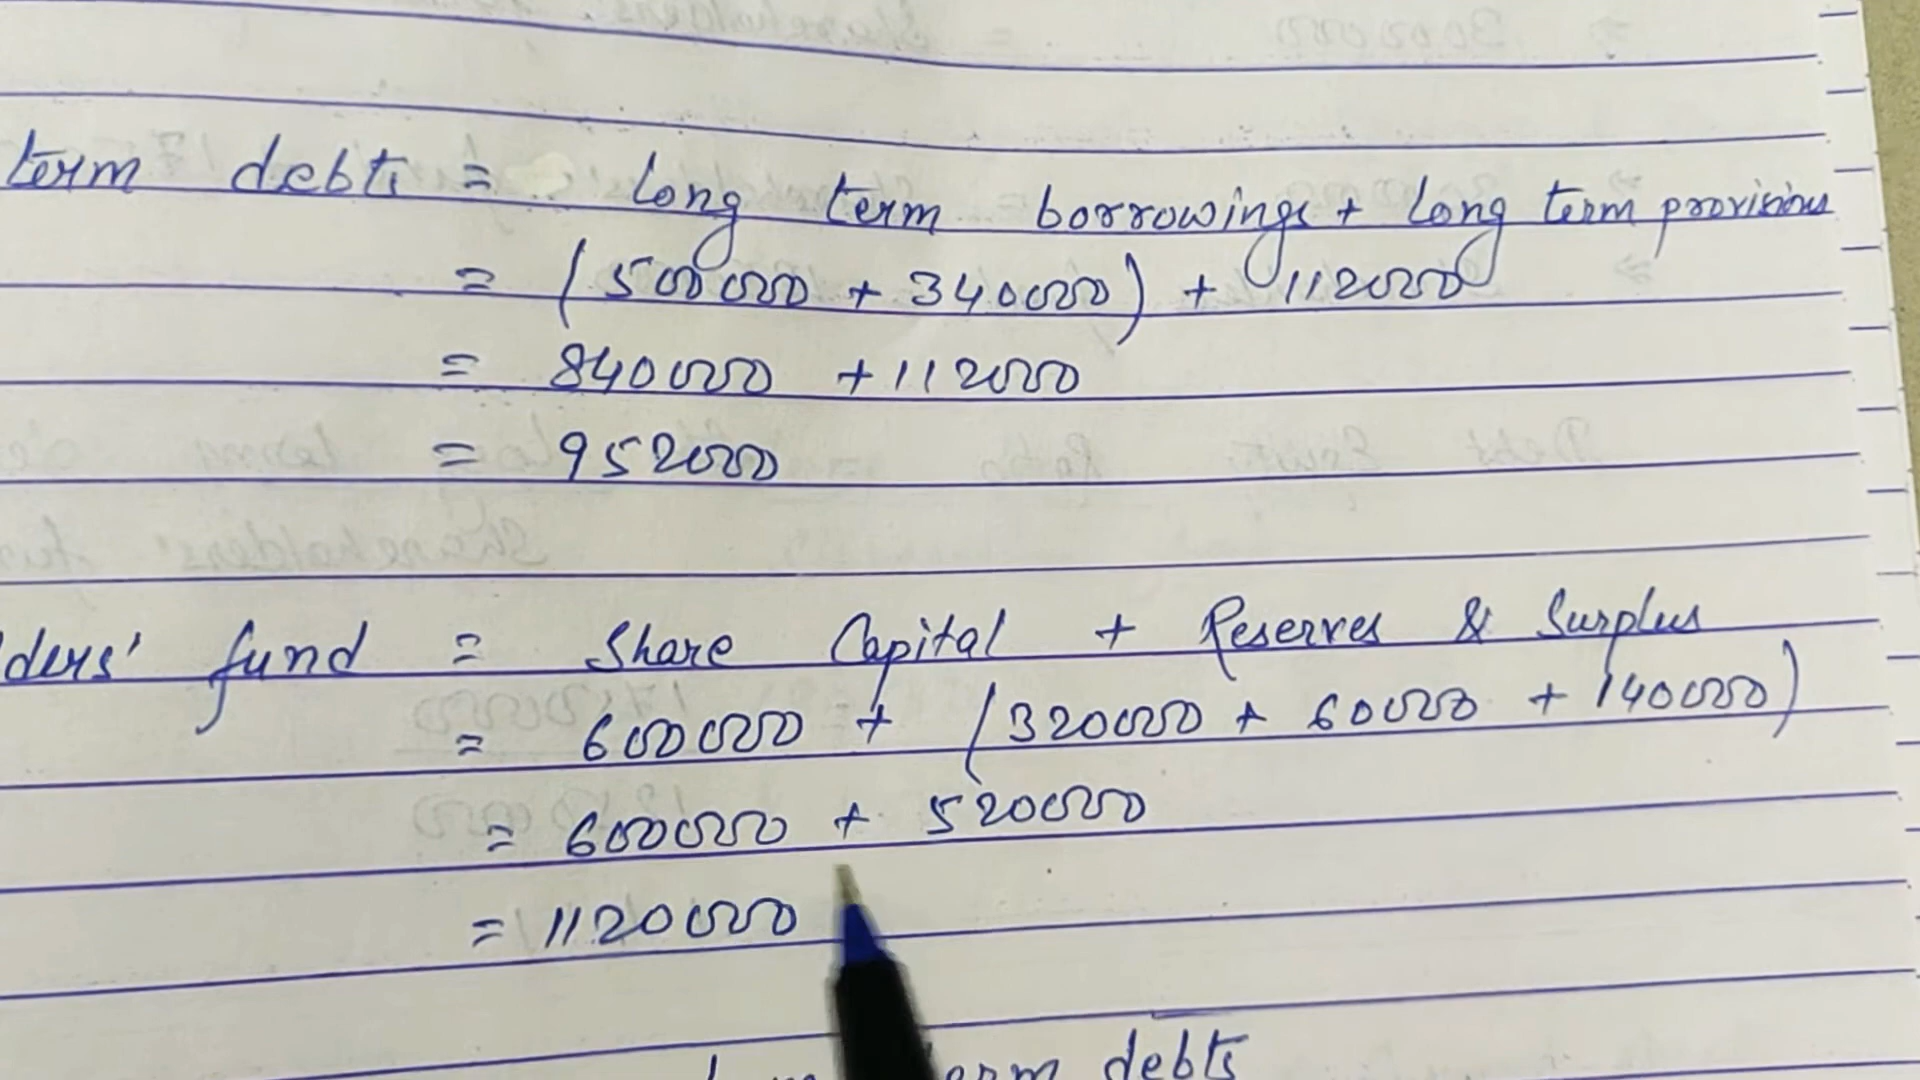 term debts = Long term borrowings + Long term provisions
= (500000 + 340000) + 112000
= 840000 + 112000
= 952000
ders' fund = Share Capital + Reserves & Surplus
= 600000 + (320000 + 60000 + 140000)
= 600000 + 520000
= 1120000
debts